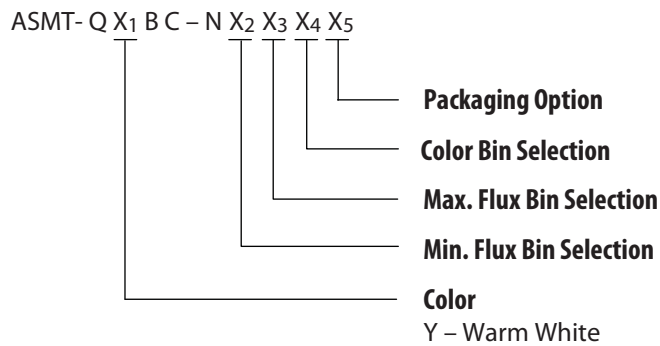 ASMT- Q X1 B C – N X2 X3 X4 X5
Packaging Option
Color Bin Selection
Max. Flux Bin Selection
Min. Flux Bin Selection
Color
Y – Warm White